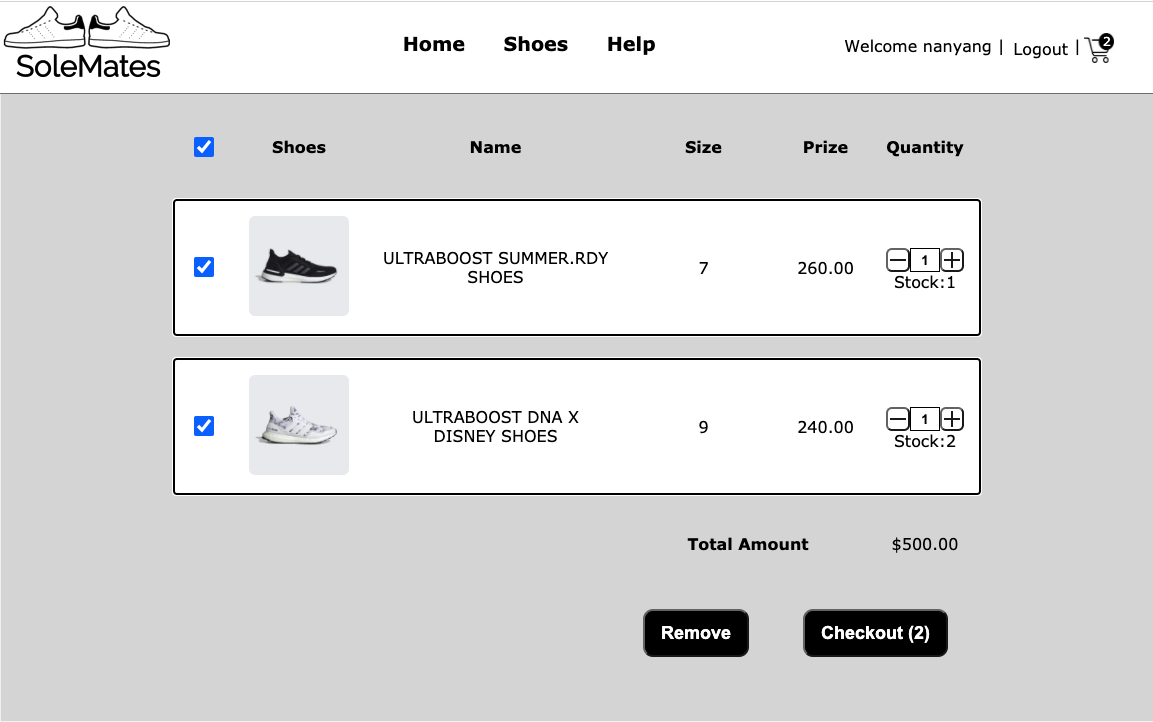 SoleMates
Home Shoes Help
Welcome nanyang | Logout | 2
Shoes Name Size Prize Quantity
ULTRABOOST SUMMER.RDY
SHOES
7 260.00 1
Stock:1
ULTRABOOST DNA X
DISNEY SHOES
9 240.00 1
Stock:2
Total Amount $500.00
Remove Checkout (2)